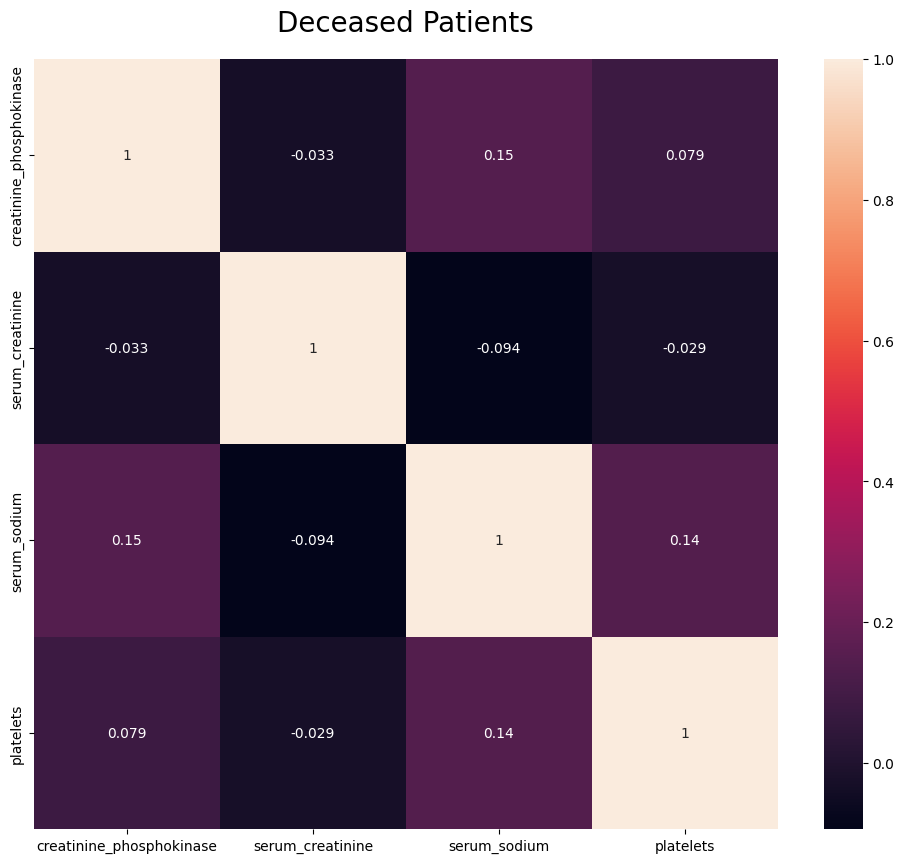 Deceased Patients
creatinine_phosphokinase
1
-0.033
0.15
0.079
serum_creatinine
-0.033
1
-0.094
-0.029
serum_sodium
0.15
-0.094
1
0.14
platelets
0.079
-0.029
0.14
1
creatinine_phosphokinase
serum_creatinine
serum_sodium
platelets
1.0
0.8
0.6
0.4
0.2
0.0